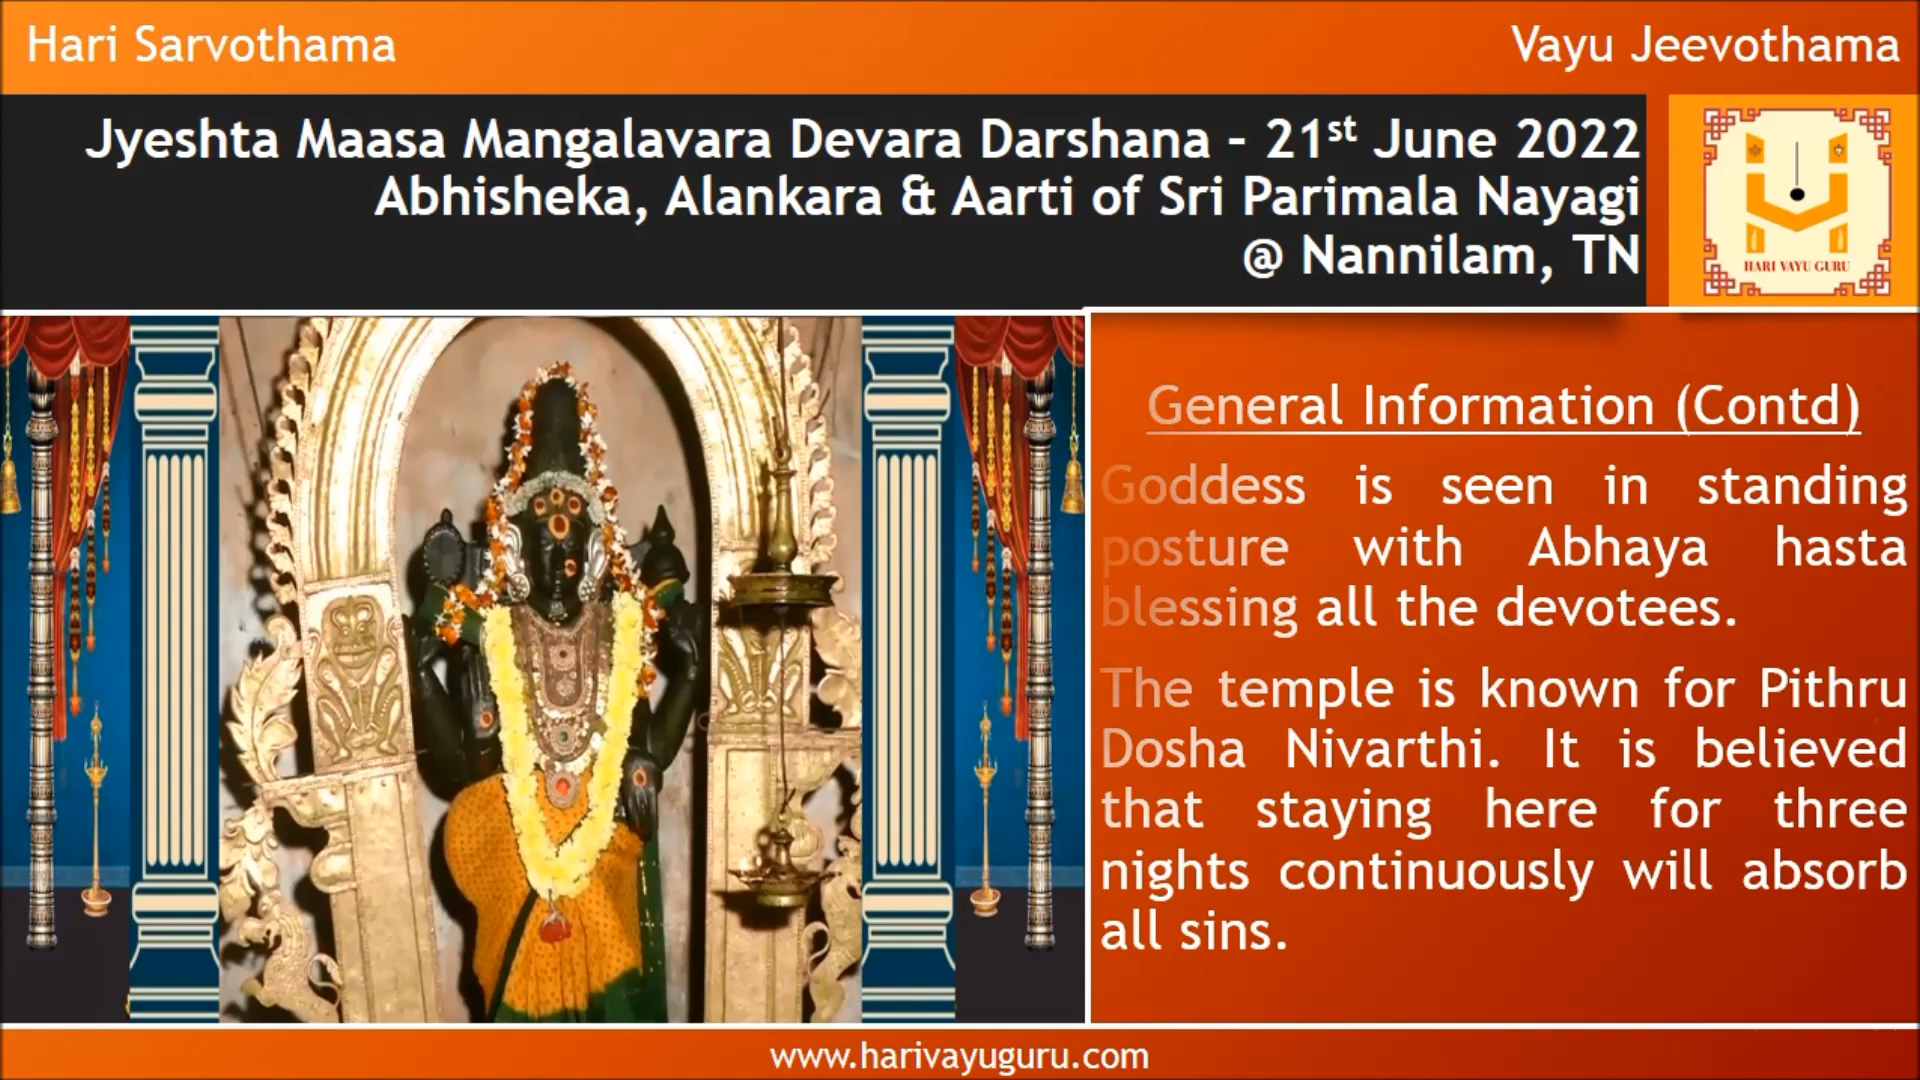 Hari Sarvothama
Vayu Jeevothama
Jyeshta Maasa Mangalavara Devara Darshana – 21st June 2022
Abhisheka, Alankara & Aarti of Sri Parimala Nayagi
@ Nannilam, TN
HARI VAYU GURU
General Information (Contd)
Goddess is seen in standing
posture with Abhaya hasta
blessing all the devotees.
The temple is known for Pithru
Dosha Nivarthi. It is believed
that staying here for three
nights continuously will absorb
all sins.
www.harivayuguru.com